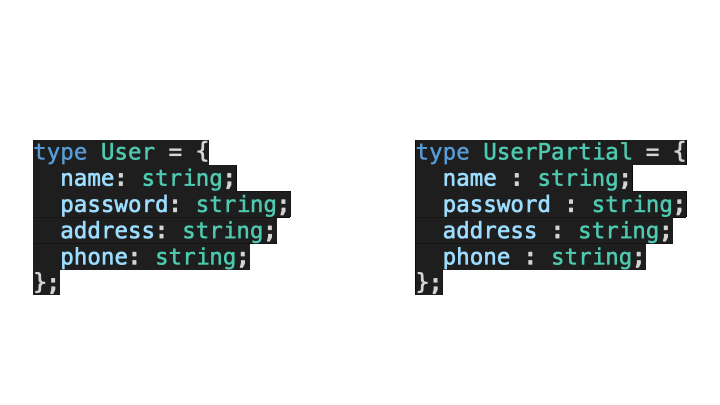 type User = {
  name: string;
  password: string;
  address: string;
  phone: string;
};
type UserPartial = {
  name : string;
  password : string;
  address : string;
  phone : string;
};